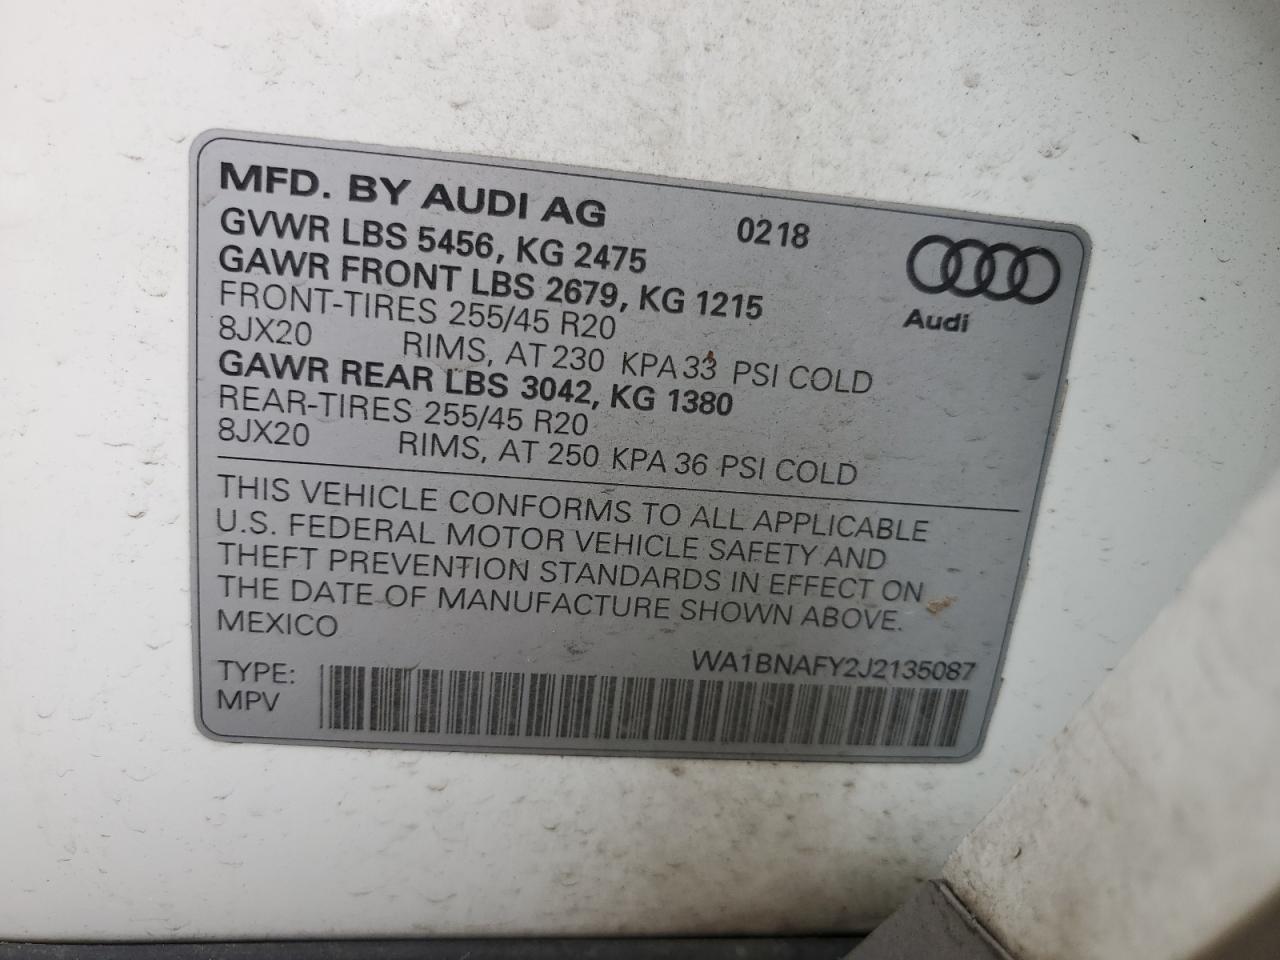 MFD. BY AUDI AG 0218
GVWR LBS 5456, KG 2475
GAWR FRONT LBS 2679, KG 1215
Audi
FRONT-TIRES 255/45 R20
8JX20 RIMS, AT 230 KPA 33 PSI COLD
GAWR REAR LBS 3042, KG 1380
REAR-TIRES 255/45 R20
8JX20 RIMS, AT 250 KPA 36 PSI COLD
THIS VEHICLE CONFORMS TO ALL APPLICABLE
U.S. FEDERAL MOTOR VEHICLE SAFETY AND
THEFT PREVENTION STANDARDS IN EFFECT ON
THE DATE OF MANUFACTURE SHOWN ABOVE.
MEXICO
WA1BNAFY2J2135087
TYPE:
MPV